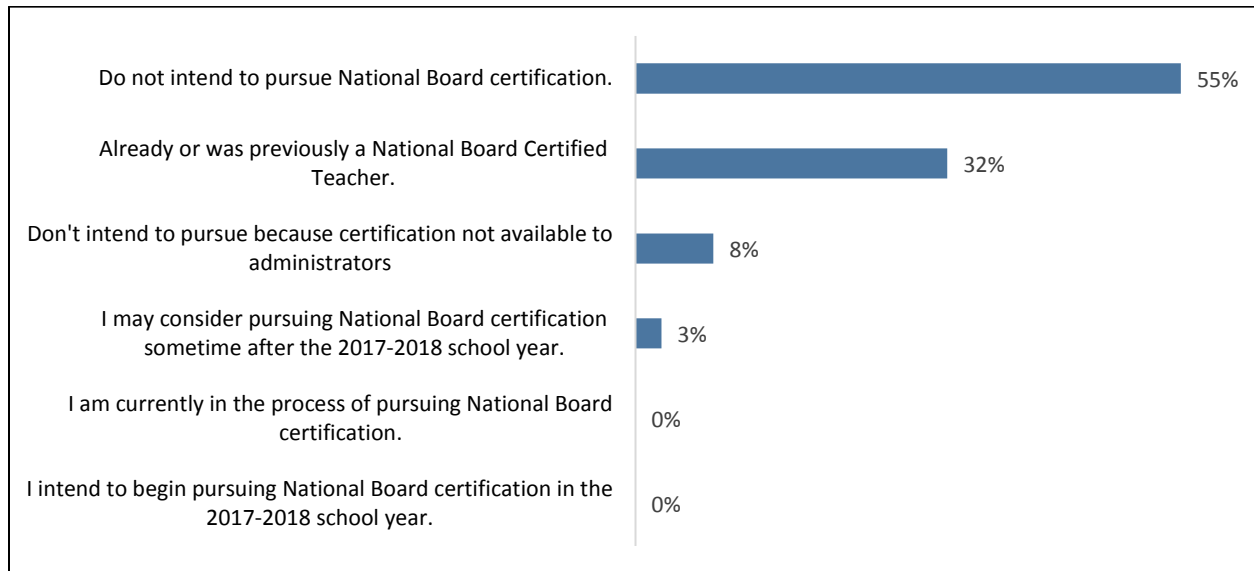 Do not intend to pursue National Board certification.
55%
Already or was previously a National Board Certified
Teacher.
32%
Don't intend to pursue because certification not available to
administrators
8%
I may consider pursuing National Board certification
sometime after the 2017-2018 school year.
3%
I am currently in the process of pursuing National Board
certification.
0%
I intend to begin pursuing National Board certification in the
2017-2018 school year.
0%